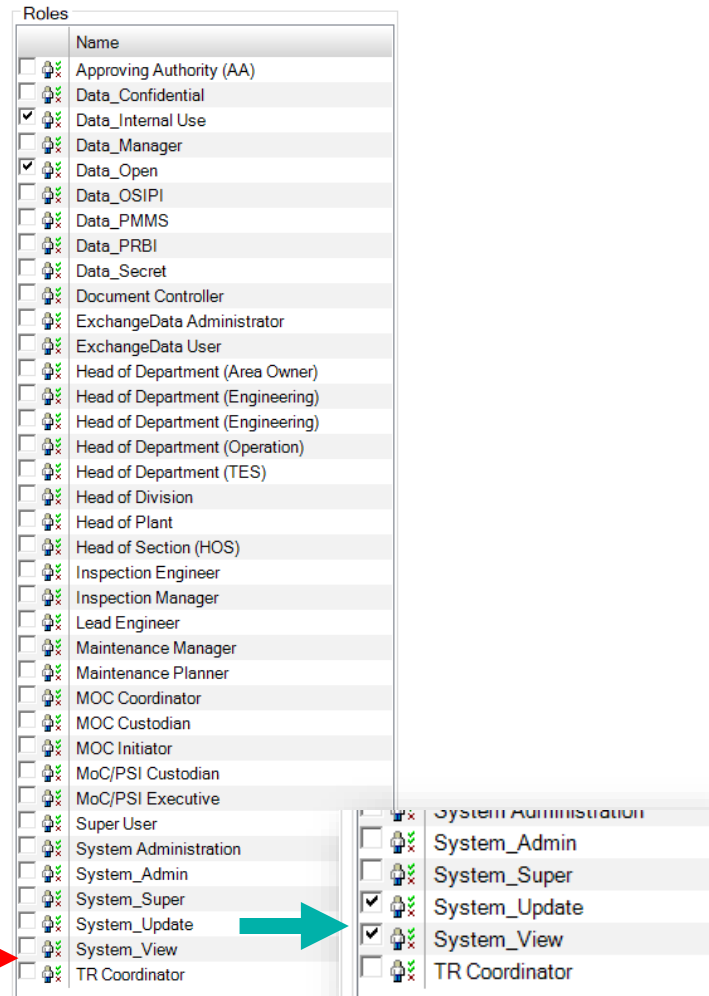 Roles
Name
Approving Authority (AA)
Data_Confidential
Data_Internal Use
Data_Manager
Data_Open
Data_OSIPI
Data_PMMS
Data_PRBI
Data_Secret
Document Controller
ExchangeData Administrator
ExchangeData User
Head of Department (Area Owner)
Head of Department (Engineering)
Head of Department (Engineering)
Head of Department (Operation)
Head of Department (TES)
Head of Division
Head of Plant
Head of Section (HOS)
Inspection Engineer
Inspection Manager
Lead Engineer
Maintenance Manager
Maintenance Planner
MOC Coordinator
MOC Custodian
MOC Initiator
MoC/PSI Custodian
MoC/PSI Executive
Super User
System Administration
System_Admin
System_Super
System_Update
System_View
TR Coordinator
System Administration
System_Admin
System_Super
System_Update
System_View
TR Coordinator